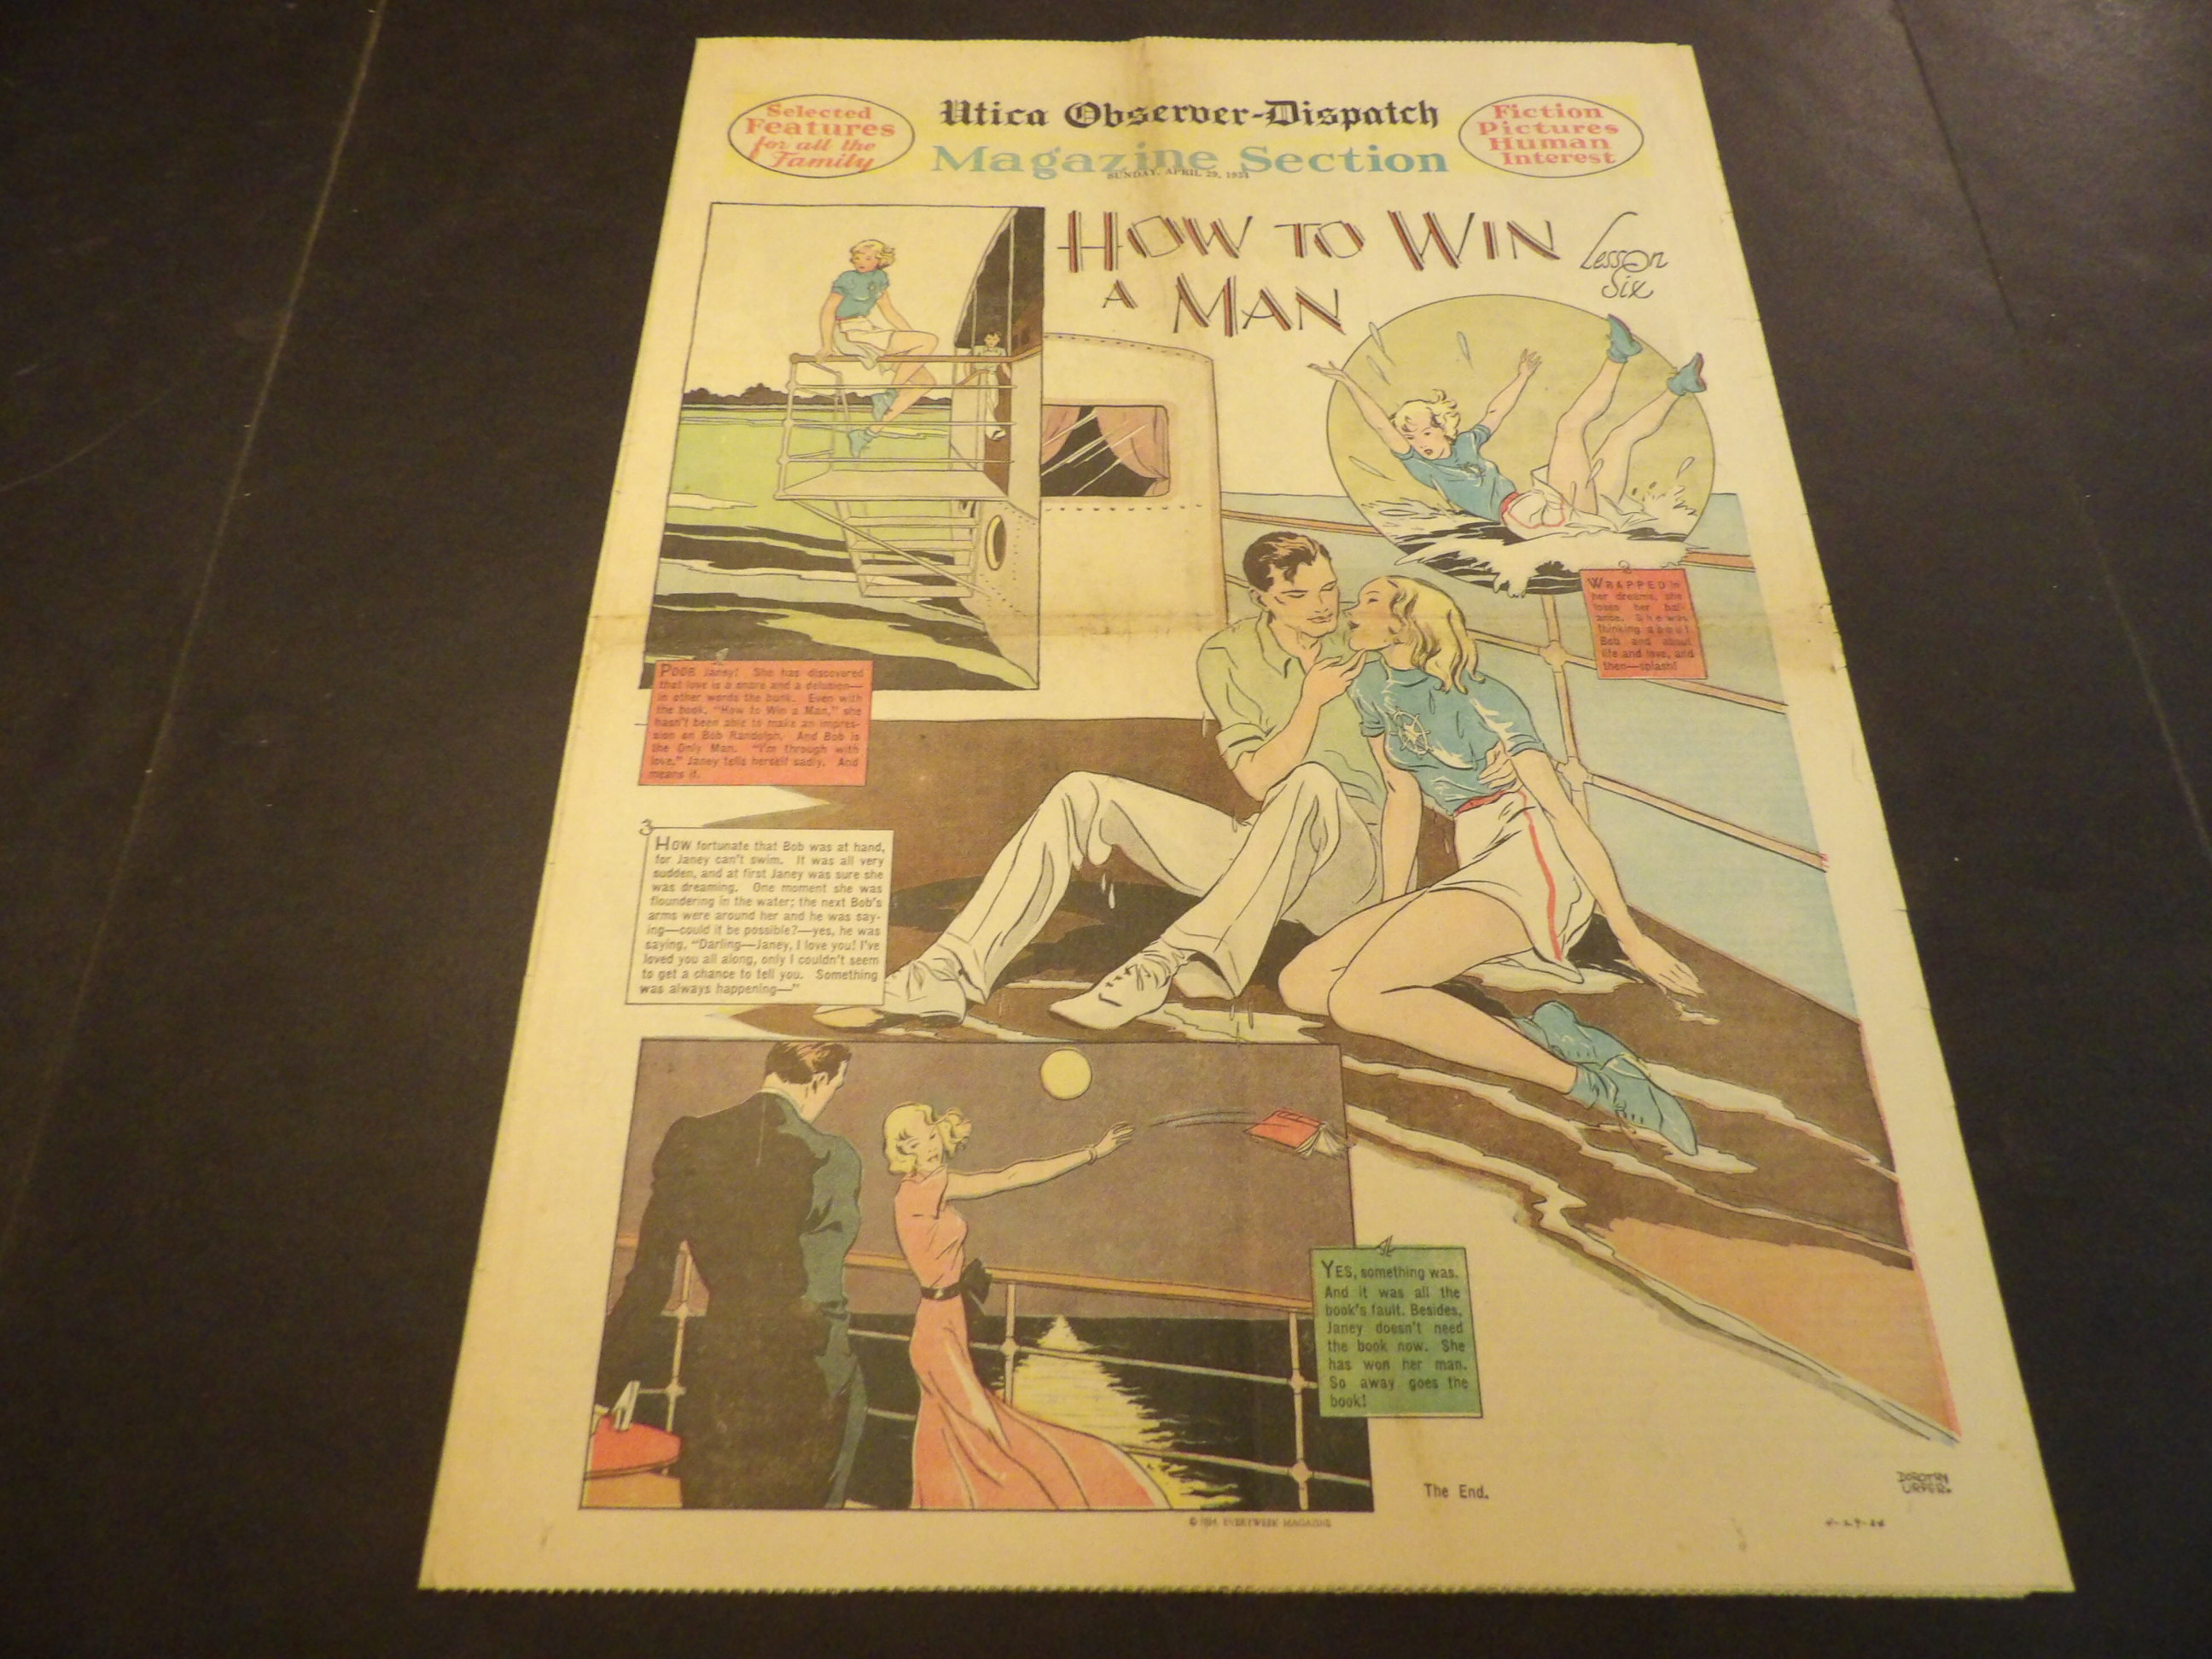 Selected
Features
for all the
Family
Utica Observer-Dispatch
Magazine Section
SUNDAY, APRIL 29, 1934
Fiction
Pictures
Human
Interest
HOW TO WIN
A MAN
Lesson
Six
POOR Janey! She has discovered
that love is a snare and a delusion—
in other words the bunk. Even with
the book, "How to Win a Man," she
hasn't been able to make an impres-
sion on Bob Randolph. And Bob is
the Only Man. "I'm through with
love," Janey tells herself sadly. And
means it.
2
WRAPPED in
her dreams, she
loses her bal-
ance. She was
thinking about
Bob and about
life and love, and
then—splash!
3
HOW fortunate that Bob was at hand,
for Janey can't swim. It was all very
sudden, and at first Janey was sure she
was dreaming. One moment she was
floundering in the water; the next Bob's
arms were around her and he was say-
ing—could it be possible?—yes, he was
saying, "Darling—Janey, I love you! I've
loved you all along, only I couldn't seem
to get a chance to tell you. Something
was always happening—"
4
YES, something was.
And it was all the
book's fault. Besides,
Janey doesn't need
the book now. She
has won her man.
So away goes the
book!
The End.
DOROTHY
URFER.
© 1934, EVERYWEEK MAGAZINE
4-29-34